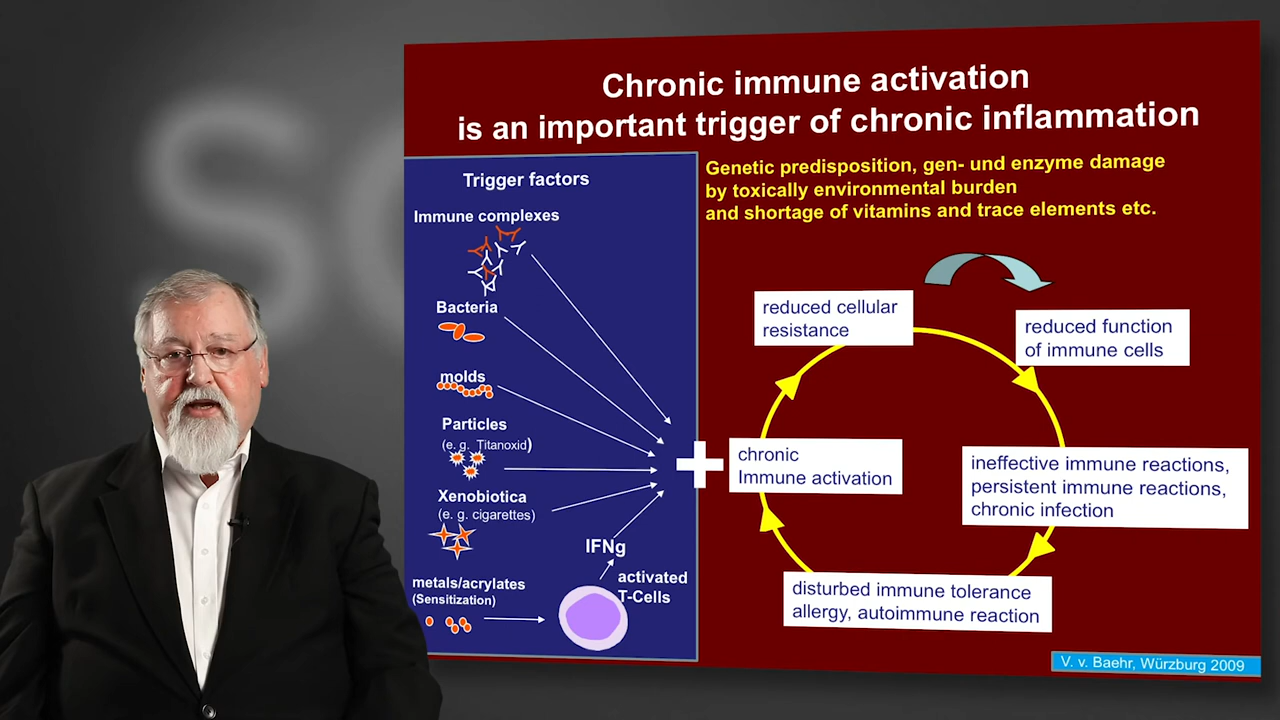 Chronic immune activation
is an important trigger of chronic inflammation
Trigger factors
Immune complexes
Bacteria
molds
Particles
(e. g. Titanoxid)
Xenobiotica
(e. g. cigarettes)
IFNg
activated
T-Cells
metals/acrylates
(Sensitization)
Genetic predisposition, gen- und enzyme damage
by toxically environmental burden
and shortage of vitamins and trace elements etc.
reduced cellular
resistance
reduced function
of immune cells
chronic
Immune activation
ineffective immune reactions,
persistent immune reactions,
chronic infection
disturbed immune tolerance
allergy, autoimmune reaction
V. v. Baehr, Würzburg 2009